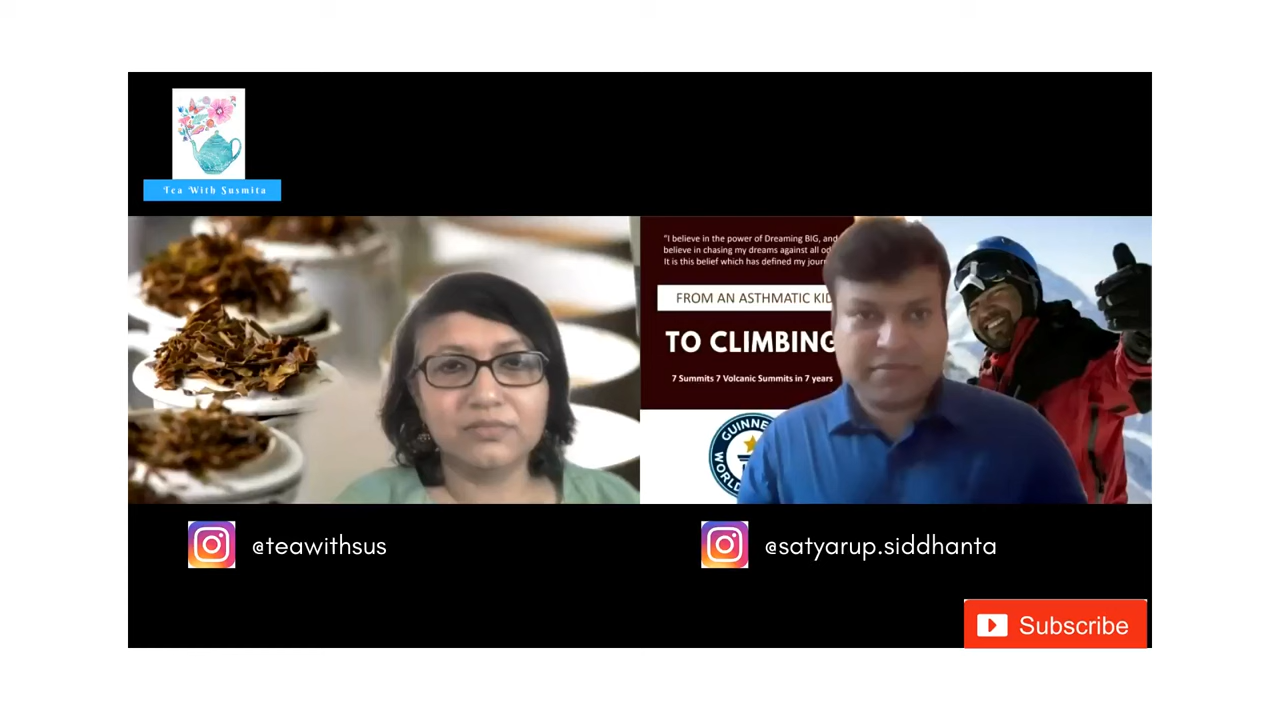 Tea With Susmita
"I believe in the power of Dreaming BIG, and
believe in chasing my dreams against all
It is this belief which has defined my
FROM AN ASTHMATIC KID
TO CLIMBING
7 Summits 7 Volcanic Summits in 7 years
WORLD
@teawithsus
@satyarup.siddhanta
Subscribe